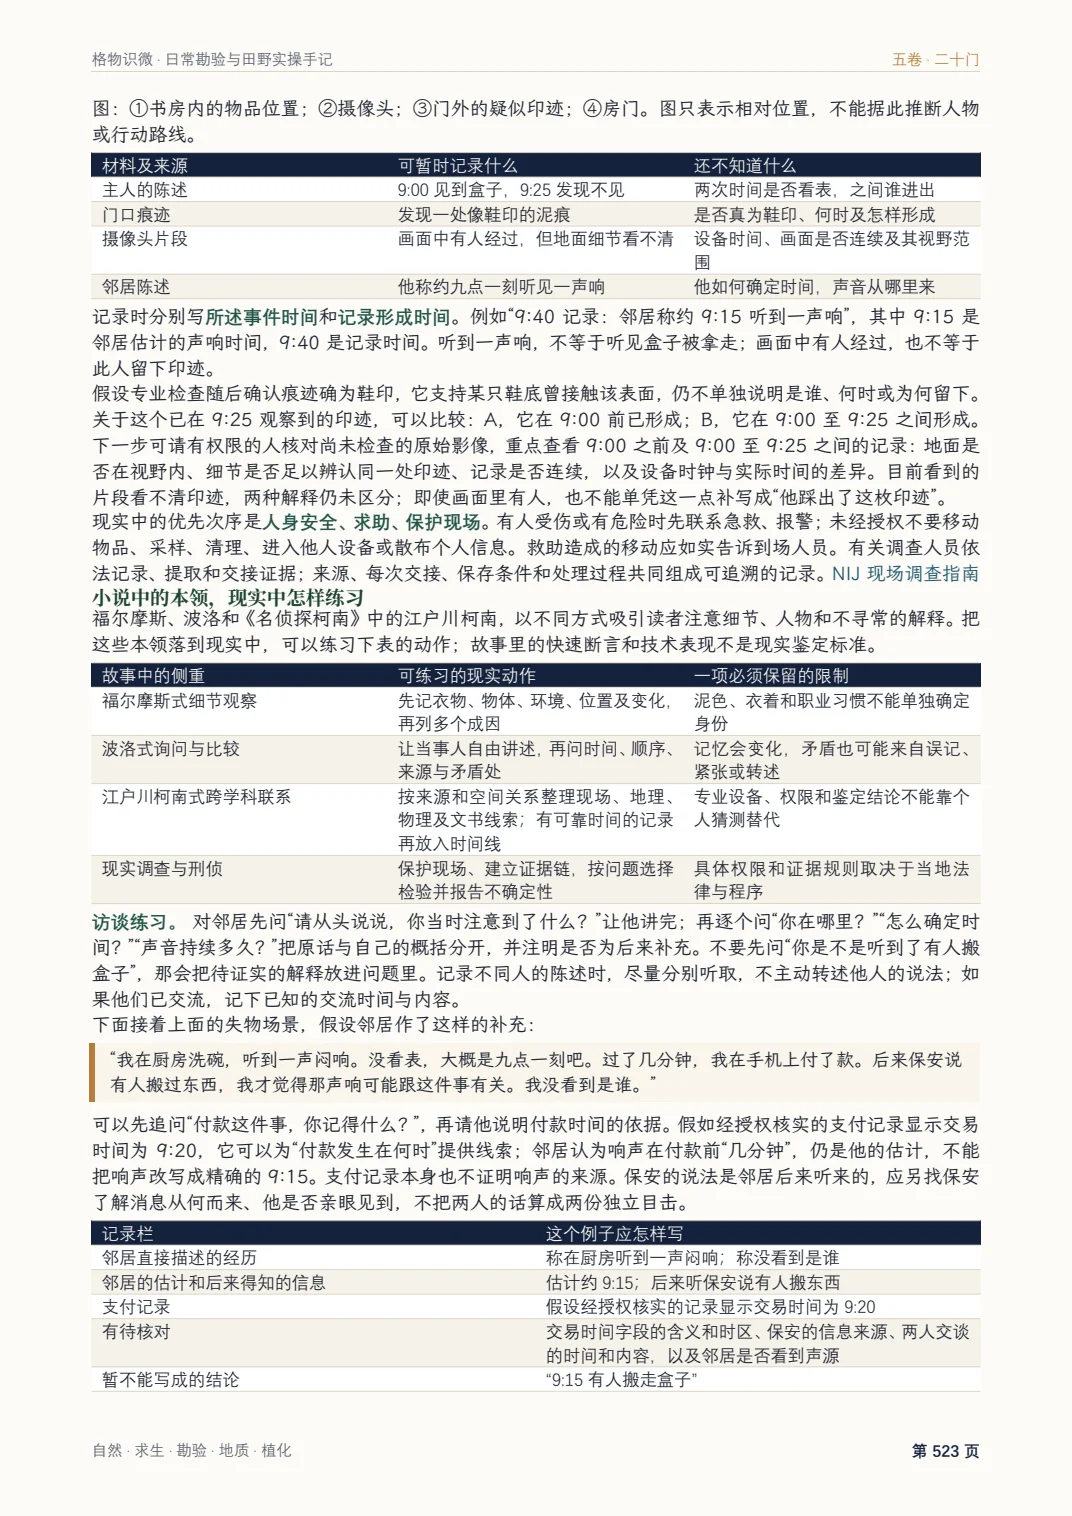 格物识微 · 日常勘验与田野实操手记
五卷 · 二十门
图：①书房内的物品位置；②摄像头；③门外的疑似印迹；④房门。图只表示相对位置，不能据此推断人物
或行动路线。
材料及来源 可暂时记录什么 还不知道什么
主人的陈述 9:00 见到盒子，9:25 发现不见 两次时间是否看表，之间谁进出
门口痕迹 发现一处像鞋印的泥痕 是否真为鞋印、何时及怎样形成
摄像头片段 画面中有人经过，但地面细节看不清 设备时间、画面是否连续及其视野范
围
邻居陈述 他称约九点一刻听见一声响 他如何确定时间，声音从哪里来
记录时分别写所述事件时间和记录形成时间。例如“9:40 记录：邻居称约 9:15 听到一声响”，其中 9:15 是
邻居估计的声响时间，9:40 是记录时间。听到一声响，不等于听见盒子被拿走；画面中有人经过，也不等于
此人留下印迹。
假设专业检查随后确认痕迹确为鞋印，它支持某只鞋底曾接触该表面，仍不单独说明是谁、何时或为何留下。
关于这个已在 9:25 观察到的印迹，可以比较：A，它在 9:00 前已形成；B，它在 9:00 至 9:25 之间形成。
下一步可请有权限的人核对尚未检查的原始影像，重点查看 9:00 之前及 9:00 至 9:25 之间的记录：地面是
否在视野内、细节是否足以辨认同一处印迹、记录是否连续，以及设备时钟与实际时间的差异。目前看到的
片段看不清印迹，两种解释仍未区分；即使画面里有人，也不能单凭这一点补写成“他踩出了这枚印迹”。
现实中的优先次序是人身安全、求助、保护现场。有人受伤或有危险时先联系急救、报警；未经授权不要移动
物品、采样、清理、进入他人设备或散布个人信息。救助造成的移动应如实告诉到场人员。有关调查人员依
法记录、提取和交接证据；来源、每次交接、保存条件和处理过程共同组成可追溯的记录。NIJ 现场调查指南
小说中的本领，现实中怎样练习
福尔摩斯、波洛和《名侦探柯南》中的江户川柯南，以不同方式吸引读者注意细节、人物和不寻常的解释。把
这些本领落到现实中，可以练习下表的动作；故事里的快速断言和技术表现不是现实鉴定标准。
故事中的侧重 可练习的现实动作 一项必须保留的限制
福尔摩斯式细节观察 先记衣物、物体、环境、位置及变化， 泥色、衣着和职业习惯不能单独确定
再列多个成因 身份
波洛式询问与比较 让当事人自由讲述，再问时间、顺序、 记忆会变化，矛盾也可能来自误记、
来源与矛盾处 紧张或转述
江户川柯南式跨学科联系 按来源和空间关系整理现场、地理、 专业设备、权限和鉴定结论不能靠个
物理及文书线索；有可靠时间的记录 人猜测替代
再放入时间线
现实调查与刑侦 保护现场、建立证据链，按问题选择 具体权限和证据规则取决于当地法
检验并报告不确定性 律与程序
访谈练习。 对邻居先问“请从头说说，你当时注意到了什么？”让他讲完；再逐个问“你在哪里？”“怎么确定时
间？”“声音持续多久？”把原话与自己的概括分开，并注明是否为后来补充。不要先问“你是不是听到了有人搬
盒子”，那会把待证实的解释放进问题里。记录不同人的陈述时，尽量分别听取，不主动转述他人的说法；如
果他们已交流，记下已知的交流时间与内容。
下面接着上面的失物场景，假设邻居作了这样的补充：
“我在厨房洗碗，听到一声闷响。没看表，大概是九点一刻吧。过了几分钟，我在手机上付了款。后来保安说
有人搬过东西，我才觉得那声响可能跟这件事有关。我没看到是谁。”
可以先追问“付款这件事，你记得什么？”，再请他说明付款时间的依据。假如经授权核实的支付记录显示交易
时间为 9:20，它可以为“付款发生在何时”提供线索；邻居认为响声在付款前“几分钟”，仍是他的估计，不能
把响声改写成精确的 9:15。支付记录本身也不证明响声的来源。保安的说法是邻居后来听来的，应另找保安
了解消息从何而来、他是否亲眼见到，不把两人的话算成两份独立目击。
记录栏 这个例子应怎样写
邻居直接描述的经历 称在厨房听到一声闷响；称没看到是谁
邻居的估计和后来得知的信息 估计约 9:15；后来听保安说有人搬东西
支付记录 假设经授权核实的记录显示交易时间为 9:20
有待核对 交易时间字段的含义和时区、保安的信息来源、两人交谈
的时间和内容，以及邻居是否看到声源
暂不能写成的结论 “9:15 有人搬走盒子”
自然 · 求生 · 勘验 · 地质 · 植化
第 523 页